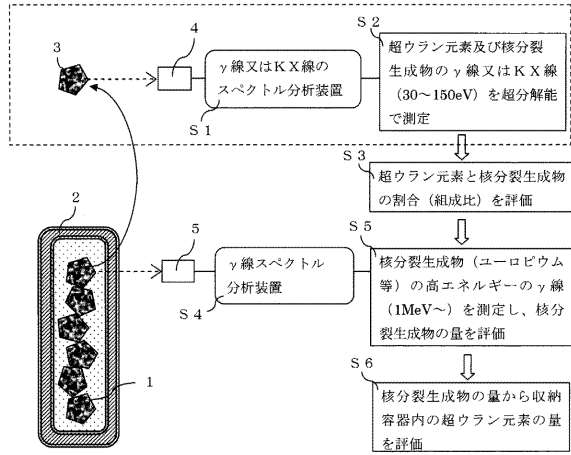 3
4
γ線又はＫＸ線の
スペクトル分析装置
Ｓ１
Ｓ２
超ウラン元素及び核分裂
生成物のγ線又はＫＸ線
（30～150eV）を超分解能
で測定
Ｓ３
超ウラン元素と核分裂生成物
の割合（組成比）を評価
2
5
γ線スペクトル
分析装置
Ｓ４
Ｓ５
核分裂生成物（ユーロピウム
等）の高エネルギーのγ線
（1MeV～）を測定し、核分
裂生成物の量を評価
1
Ｓ６
核分裂生成物の量から収納
容器内の超ウラン元素の量
を評価